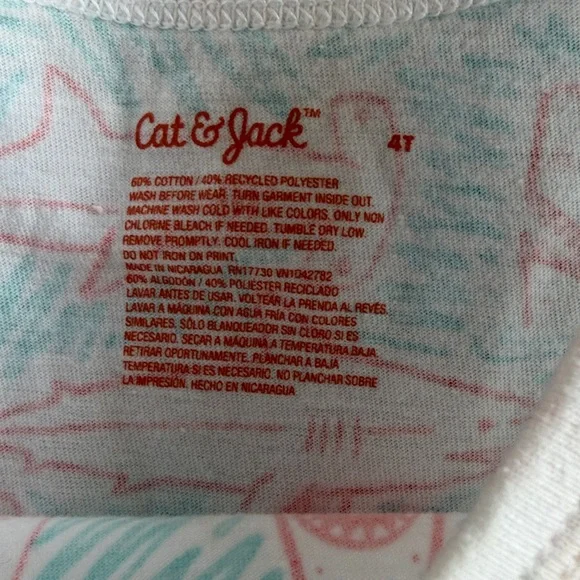 Cat & Jack™
4T
60% COTTON / 40% RECYCLED POLYESTER
WASH BEFORE WEAR. TURN GARMENT INSIDE OUT.
MACHINE WASH COLD WITH LIKE COLORS. ONLY NON
CHLORINE BLEACH IF NEEDED. TUMBLE DRY LOW.
REMOVE PROMPTLY. COOL IRON IF NEEDED.
DO NOT IRON ON PRINT.
MADE IN NICARAGUA RN17730 VN1042782
60% ALGODÓN / 40% POLIESTER RECICLADO
LAVAR ANTES DE USAR. VOLTEAR LA PRENDA AL REVÉS.
LAVAR A MÁQUINA CON AGUA FRÍA CON COLORES
SIMILARES. SÓLO BLANQUEADOR SIN CLORO SI ES
NECESARIO. SECAR A MÁQUINA A TEMPERATURA BAJA.
RETIRAR OPORTUNAMENTE. PLANCHAR A BAJA
TEMPERATURA SI ES NECESARIO. NO PLANCHAR SOBRE
LA IMPRESIÓN. HECHO EN NICARAGUA